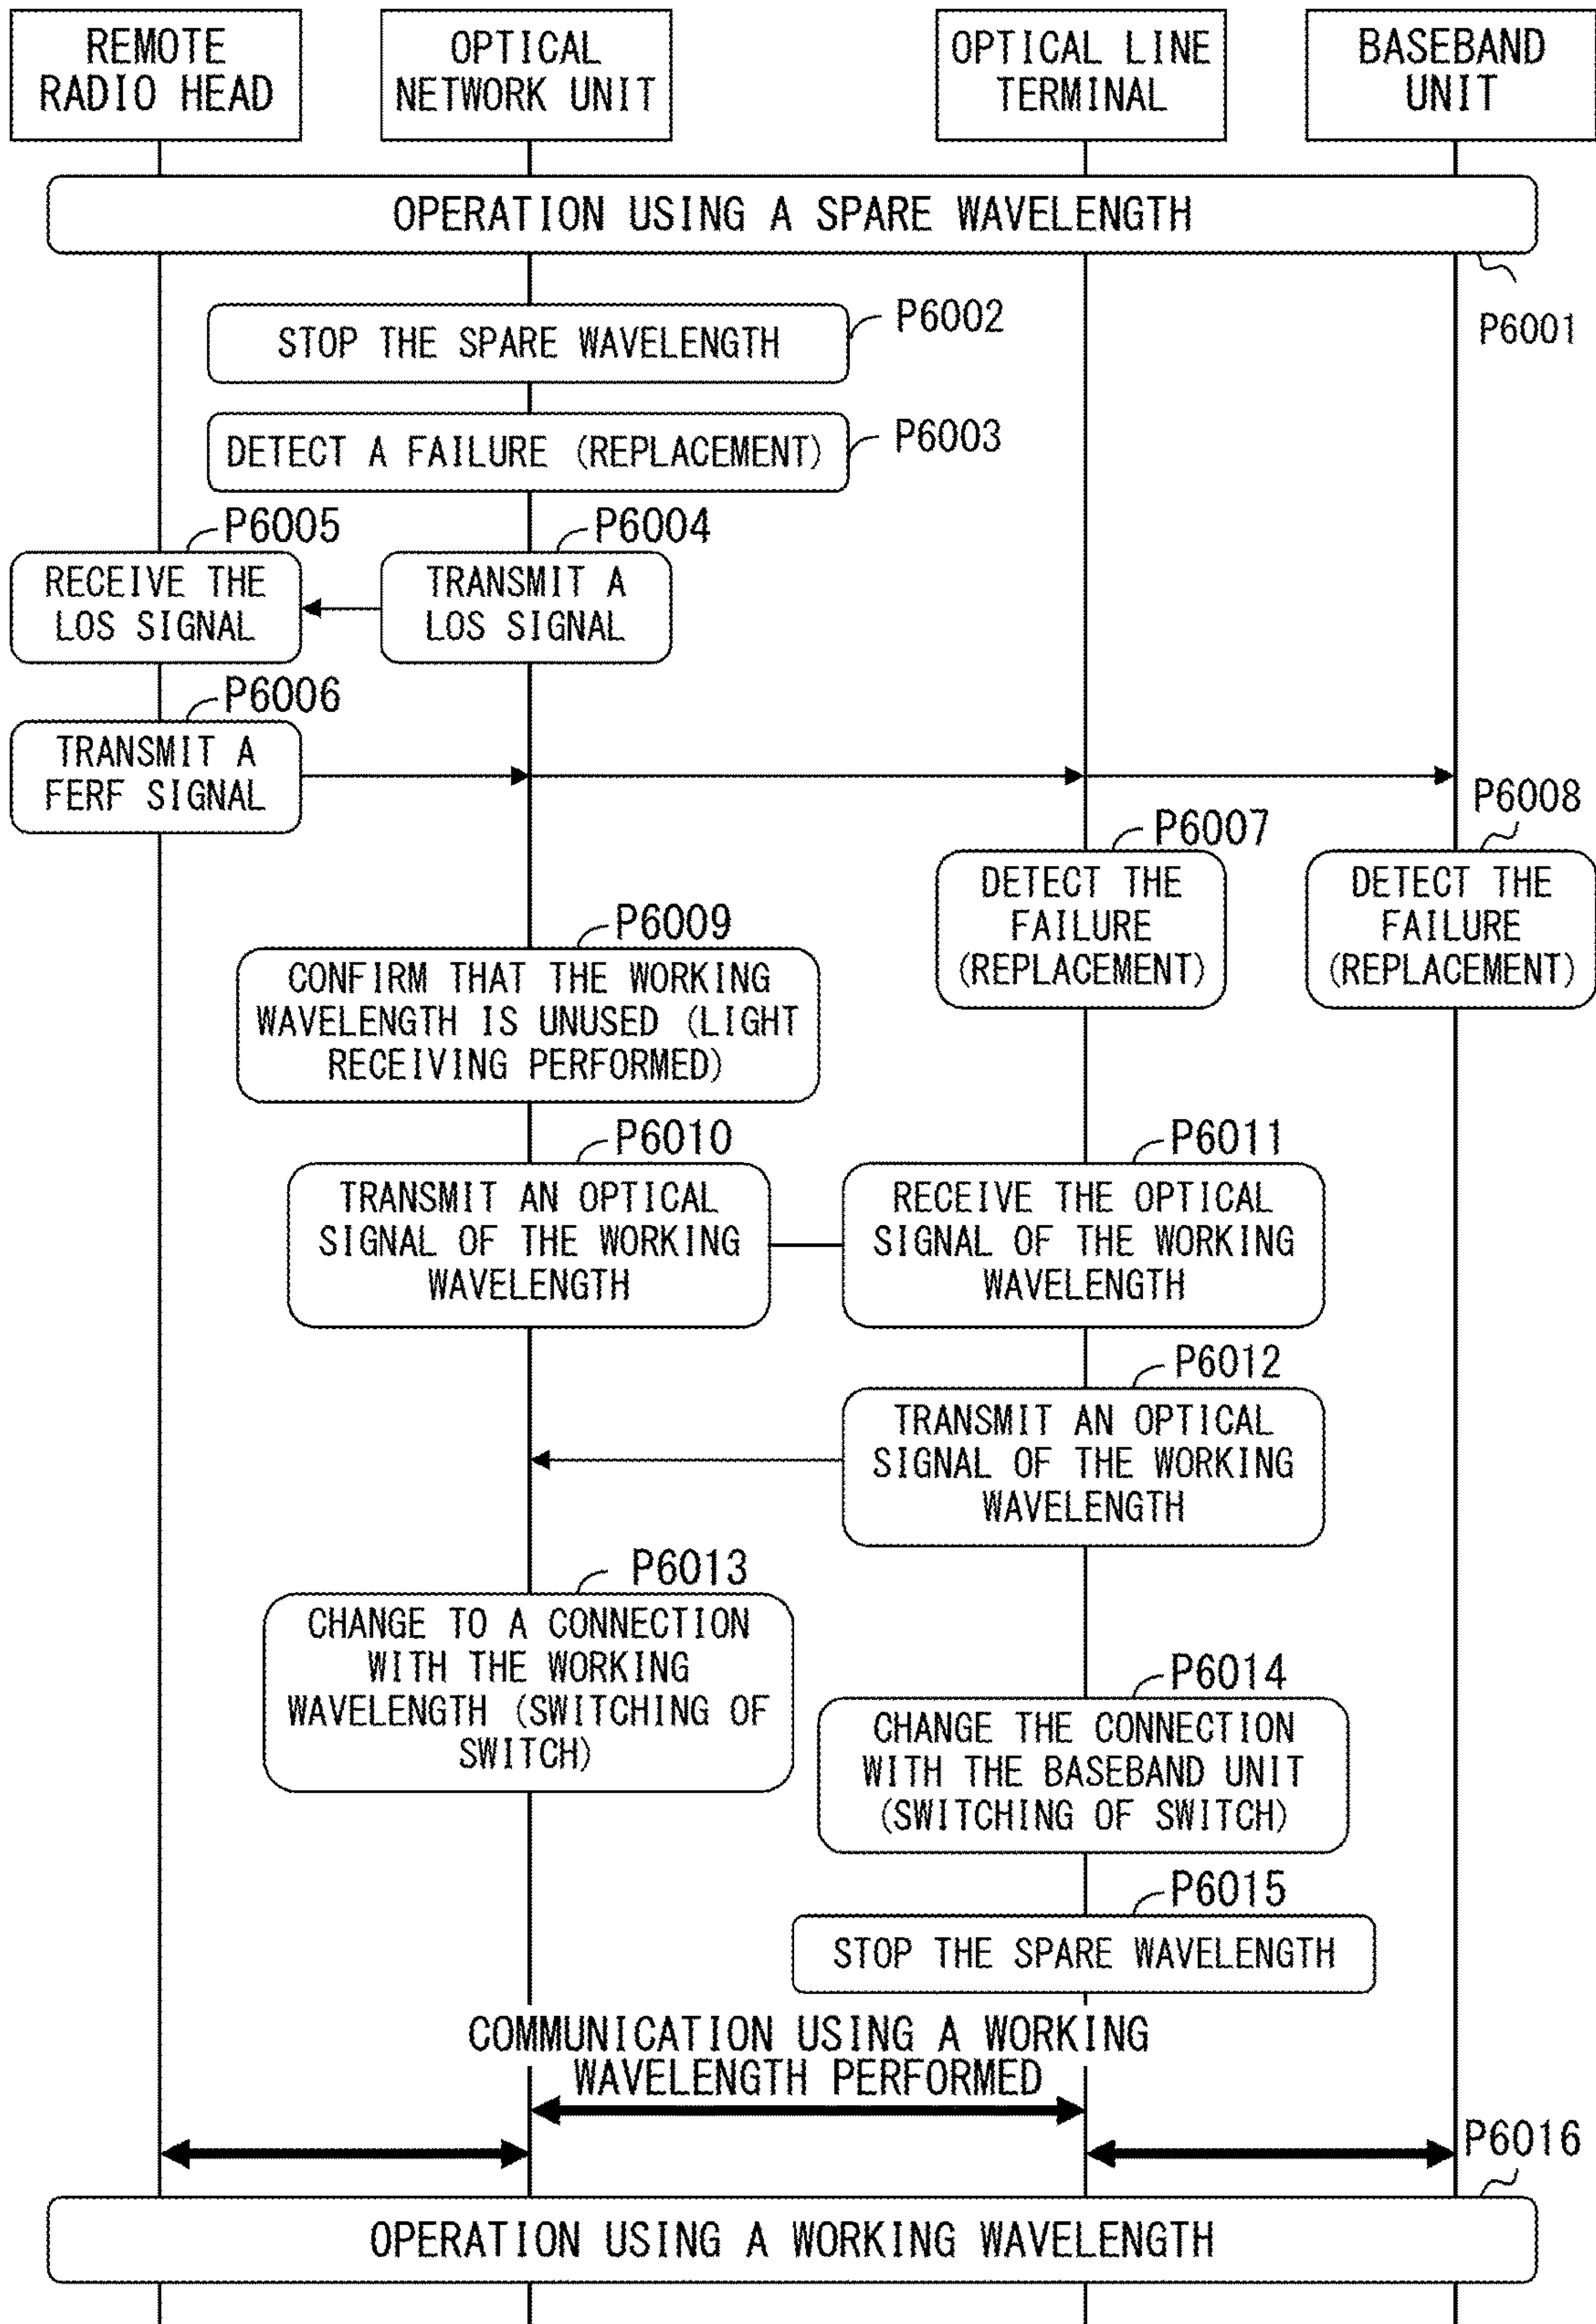 REMOTE
RADIO HEAD
OPTICAL
NETWORK UNIT
OPTICAL LINE
TERMINAL
BASEBAND
UNIT
OPERATION USING A SPARE WAVELENGTH
P6001
STOP THE SPARE WAVELENGTH
P6002
DETECT A FAILURE (REPLACEMENT)
P6003
P6005
RECEIVE THE
LOS SIGNAL
P6004
TRANSMIT A
LOS SIGNAL
P6006
TRANSMIT A
FERF SIGNAL
P6007
DETECT THE
FAILURE
(REPLACEMENT)
P6008
DETECT THE
FAILURE
(REPLACEMENT)
P6009
CONFIRM THAT THE WORKING
WAVELENGTH IS UNUSED (LIGHT
RECEIVING PERFORMED)
P6010
TRANSMIT AN OPTICAL
SIGNAL OF THE WORKING
WAVELENGTH
P6011
RECEIVE THE OPTICAL
SIGNAL OF THE WORKING
WAVELENGTH
P6012
TRANSMIT AN OPTICAL
SIGNAL OF THE WORKING
WAVELENGTH
P6013
CHANGE TO A CONNECTION
WITH THE WORKING
WAVELENGTH (SWITCHING OF
SWITCH)
P6014
CHANGE THE CONNECTION
WITH THE BASEBAND UNIT
(SWITCHING OF SWITCH)
P6015
STOP THE SPARE WAVELENGTH
COMMUNICATION USING A WORKING
WAVELENGTH PERFORMED
P6016
OPERATION USING A WORKING WAVELENGTH